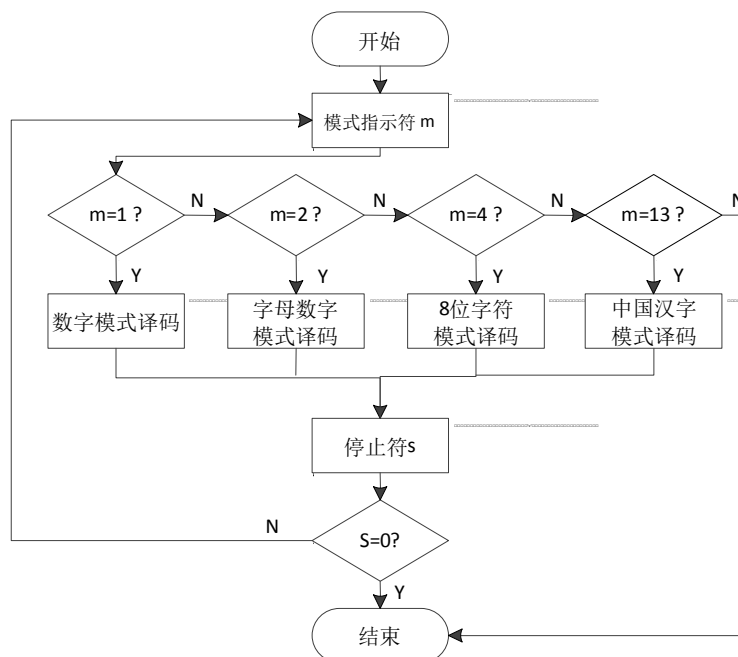 开始
模式指示符 m
m=1 ?
N
m=2 ?
N
m=4 ?
N
m=13 ?
N
Y
Y
Y
Y
数字模式译码
字母数字
模式译码
8位字符
模式译码
中国汉字
模式译码
停止符s
N
S=0?
Y
结束